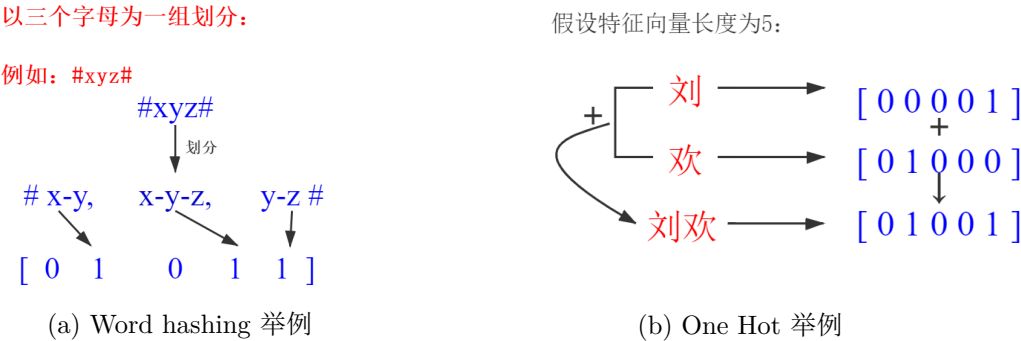 以三个字母为一组划分：
例如：#xyz#
#xyz#
划分
# x-y, x-y-z, y-z #
[ 0 1 0 1 1 ]
(a) Word hashing 举例
假设特征向量长度为5：
刘 [ 0 0 0 0 1 ]
+ +
欢 [ 0 1 0 0 0 ]
刘欢 [ 0 1 0 0 1 ]
(b) One Hot 举例